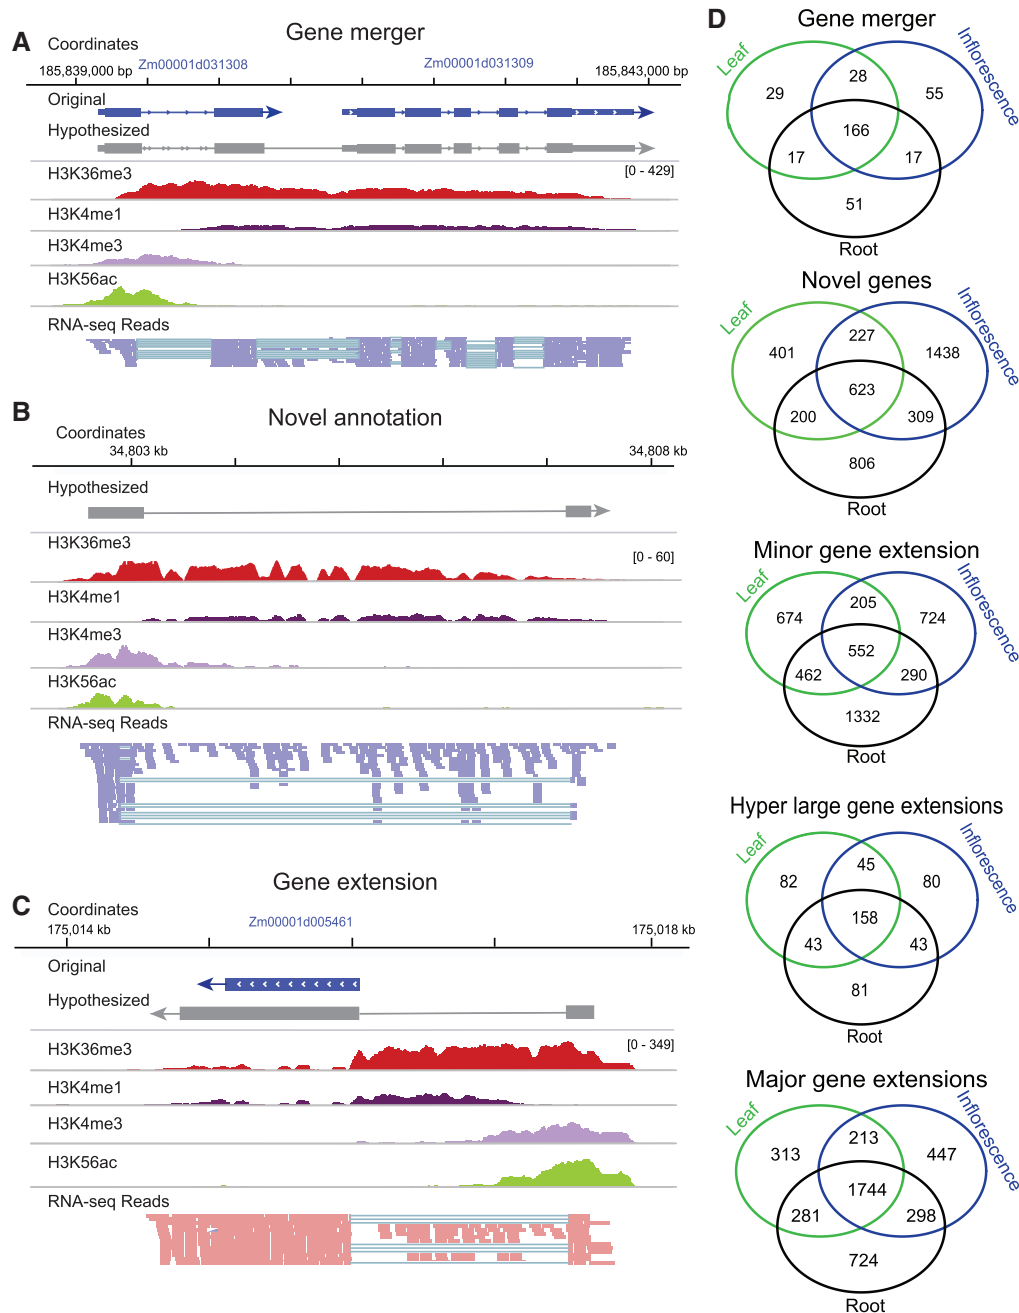 A
Gene merger
Coordinates
Zm00001d031308
Zm00001d031309
185,839,000 bp
185,843,000 bp
Original
Hypothesized
H3K36me3
[0 - 429]
H3K4me1
H3K4me3
H3K56ac
RNA-seq Reads
B
Novel annotation
Coordinates
34,803 kb
34,808 kb
Hypothesized
H3K36me3
[0 - 60]
H3K4me1
H3K4me3
H3K56ac
RNA-seq Reads
C
Gene extension
Coordinates
Zm00001d005461
175,014 kb
175,018 kb
Original
Hypothesized
H3K36me3
[0 - 349]
H3K4me1
H3K4me3
H3K56ac
RNA-seq Reads
D
Gene merger
Leaf
Inflorescence
28
29
55
166
17
17
51
Root
Novel genes
Leaf
Inflorescence
227
401
1438
623
200
309
806
Root
Minor gene extension
Leaf
Inflorescence
205
674
724
552
462
290
1332
Root
Hyper large gene extensions
Leaf
Inflorescence
45
82
80
158
43
43
81
Root
Major gene extensions
Leaf
Inflorescence
213
313
447
1744
281
298
724
Root